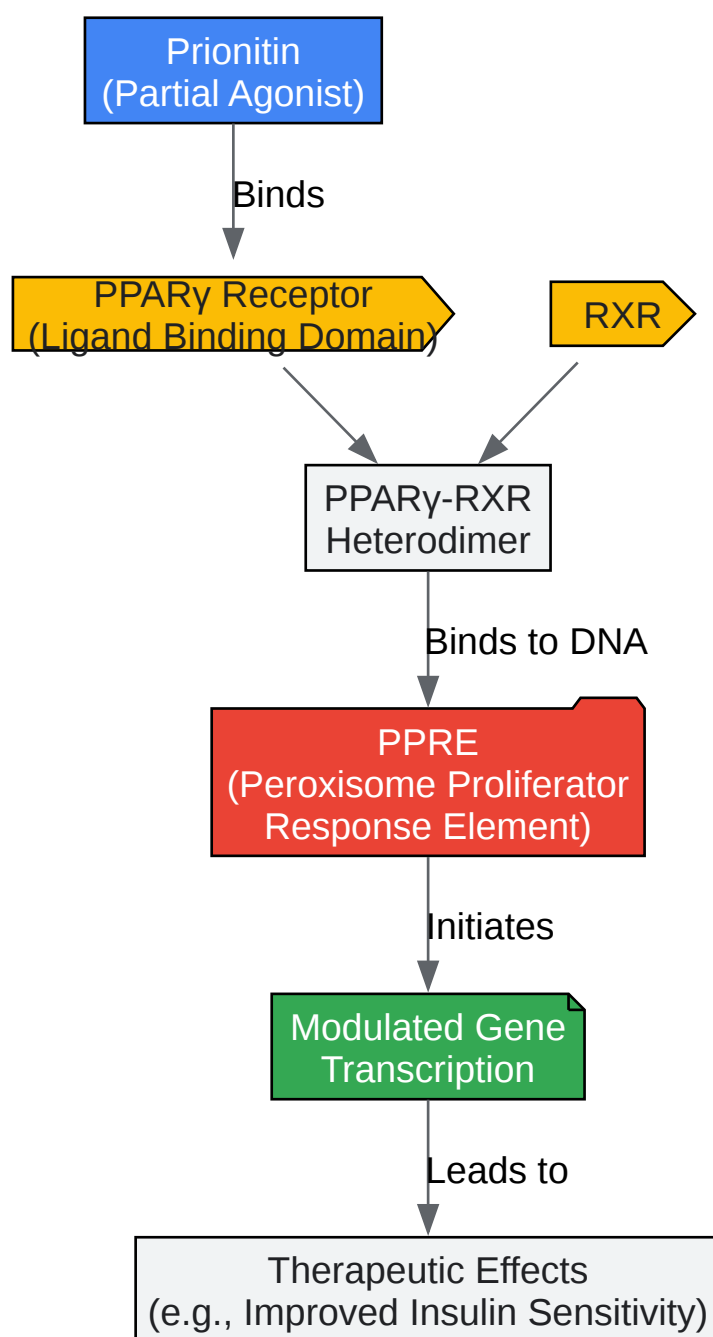 Prionitin
(Partial Agonist)
Binds
PPARγ Receptor
(Ligand Binding Domain)
RXR
PPARγ-RXR
Heterodimer
Binds to DNA
PPRE
(Peroxisome Proliferator
Response Element)
Initiates
Modulated Gene
Transcription
Leads to
Therapeutic Effects
(e.g., Improved Insulin Sensitivity)